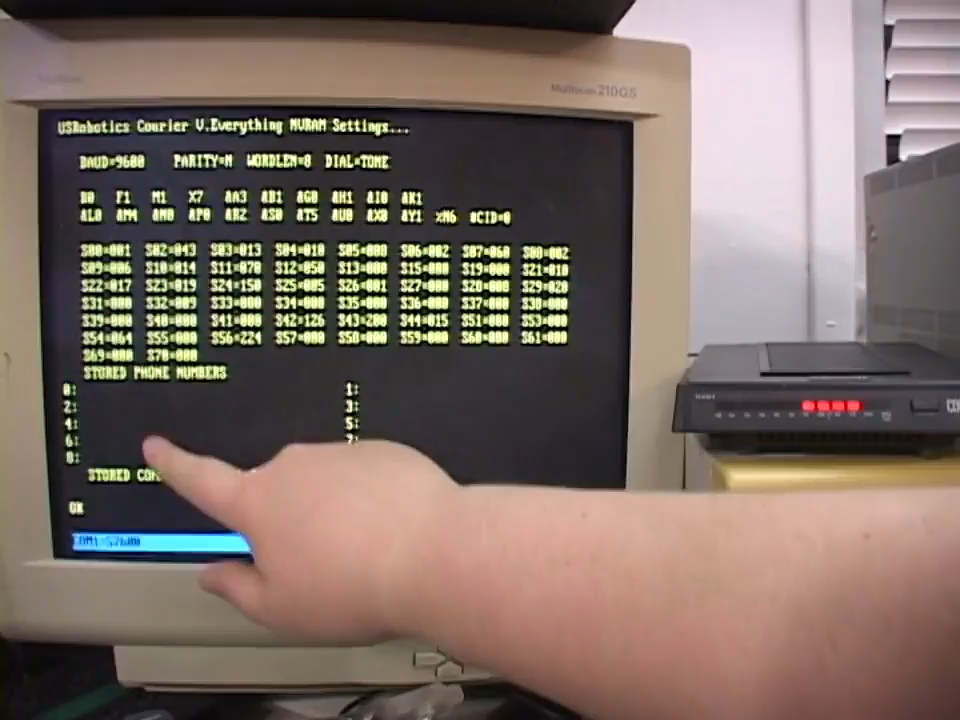 Multiscan 210GS
USRobotics Courier V.Everything NVRAM Settings...
BAUD=9600 PARITY=N WORDLEN=8 DIAL=TONE
B0 F1 M1 X7 &A3 &B1 &G0 &H1 &I0 &K1
&L0 &M4 &N0 &P0 &R2 &S0 &T5 &U0 &X0 &Y1 %N6 #CID=0
S00=001 S02=043 S03=013 S04=010 S05=008 S06=002 S07=060 S08=002
S09=006 S10=014 S11=070 S12=050 S13=000 S15=000 S19=000 S21=010
S22=017 S23=019 S24=150 S25=005 S26=001 S27=000 S28=008 S29=020
S31=000 S32=009 S33=000 S34=000 S35=000 S36=000 S37=000 S38=000
S39=000 S40=000 S41=000 S42=126 S43=200 S44=015 S51=000 S53=000
S54=064 S55=000 S56=224 S57=000 S58=000 S59=000 S60=000 S61=000
S69=000 S70=000
STORED PHONE NUMBERS
0: 1:
2: 3:
4: 5:
6: 7:
8:
STORED
OK
COM1:57600